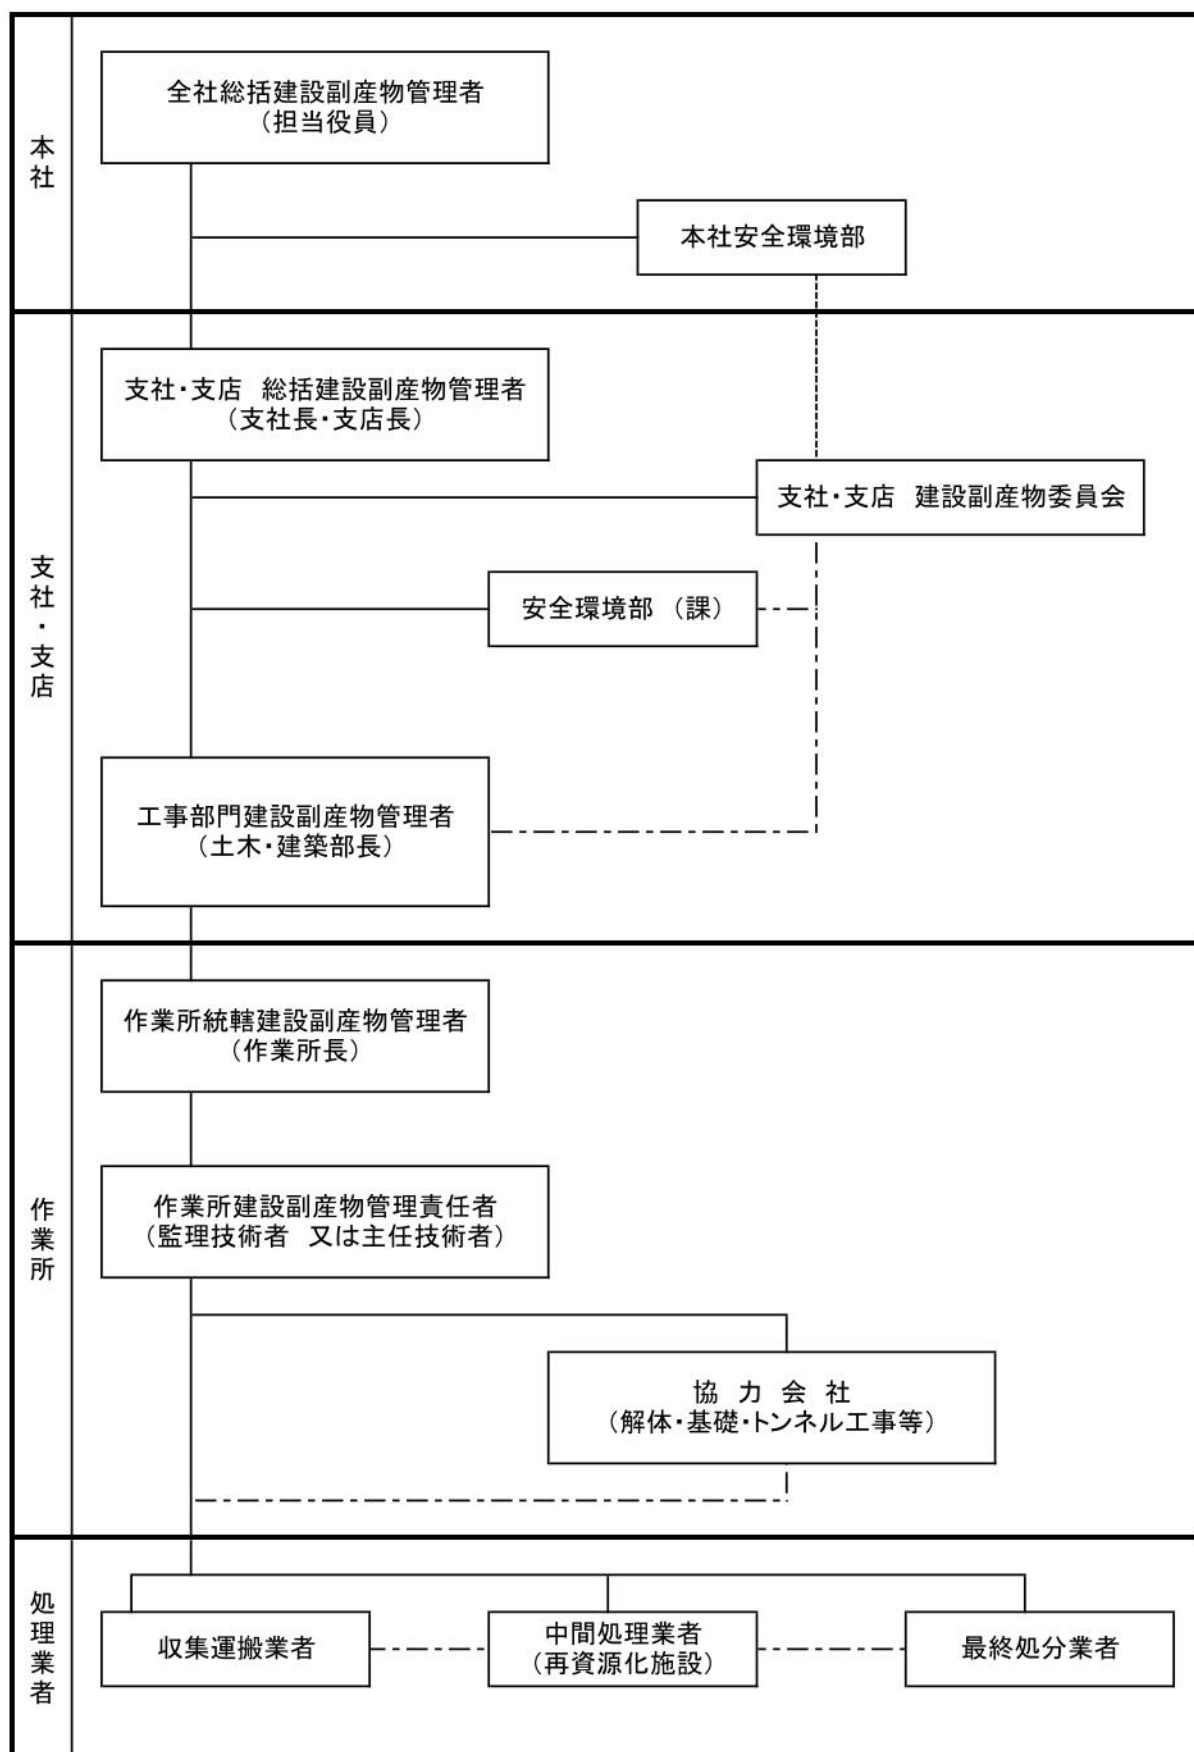 本社
全社総括建設副産物管理者
（担当役員）
本社安全環境部
支社・支店
支社・支店　総括建設副産物管理者
（支社長・支店長）
支社・支店　建設副産物委員会
安全環境部（課）
工事部門建設副産物管理者
（土木・建築部長）
作業所
作業所統轄建設副産物管理者
（作業所長）
作業所建設副産物管理責任者
（監理技術者　又は主任技術者）
協　力　会　社
（解体・基礎・トンネル工事等）
処理業者
収集運搬業者
中間処理業者
（再資源化施設）
最終処分業者